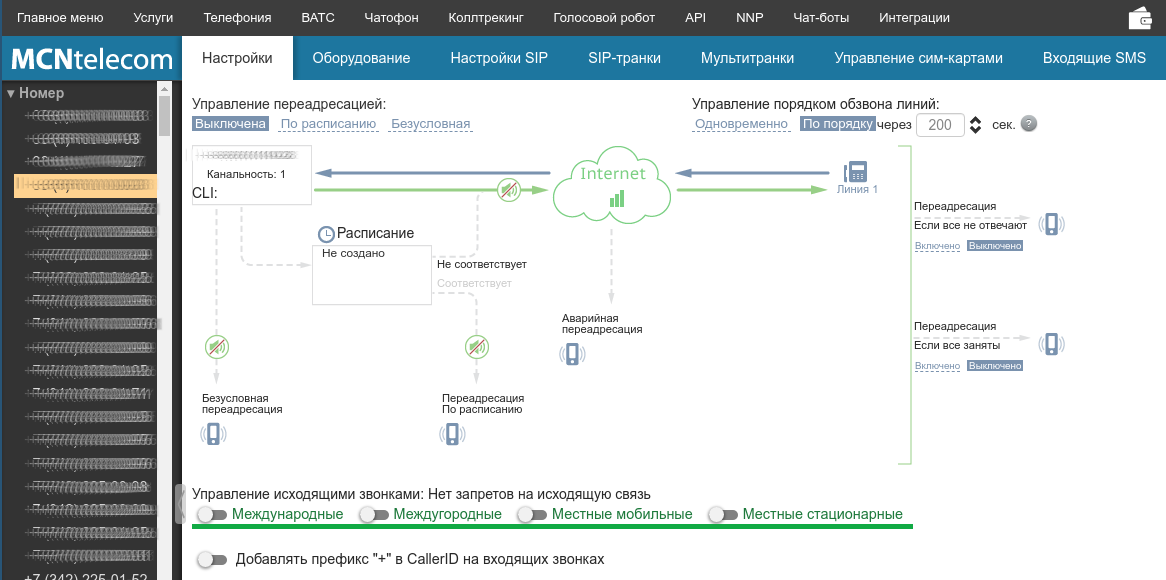 Главное меню Услуги Телефония ВАТС Чатофон Коллтрекинг Голосовой робот API NNP Чат-боты Интеграции
MCNtelecom
Настройки Оборудование Настройки SIP SIP-транки Мультитранки Управление сим-картами Входящие SMS
▾ Номер
+7 (342) 225 01 52
Управление переадресацией:
Выключена По расписанию Безусловная
Управление порядком обзвона линий:
Одновременно По порядку через 200 сек. ?
Канальность: 1
CLI:
Internet
Линия 1
Расписание
Не создано
Не соответствует
Соответствует
Аварийная
переадресация
Безусловная
переадресация
Переадресация
По расписанию
Переадресация
Если все не отвечают
Включено Выключено
Переадресация
Если все заняты
Включено Выключено
Управление исходящими звонками: Нет запретов на исходящую связь
Международные Междугородные Местные мобильные Местные стационарные
Добавлять префикс "+" в CallerID на входящих звонках